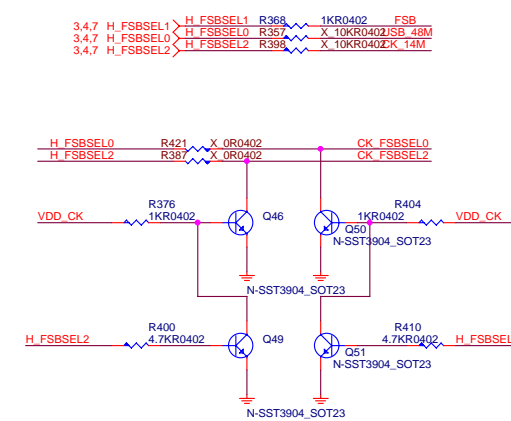 3,4,7 H_FSBSEL1 H_FSBSEL1 R368 1KR0402 FSB
3,4,7 H_FSBSEL0 H_FSBSEL0 R357 X_10KR0402 USB_48M
3,4,7 H_FSBSEL2 H_FSBSEL2 R398 X_10KR0402 CK_14M
H_FSBSEL0 R421 X_0R0402 CK_FSBSEL0
H_FSBSEL2 R387 X_0R0402 CK_FSBSEL2
R376 R404
VDD_CK 1KR0402 Q46 1KR0402 VDD_CK
Q50
N-SST3904_SOT23
N-SST3904_SOT23
R400 R410
H_FSBSEL2 4.7KR0402 Q49 4.7KR0402 H_FSBSEL
Q51
N-SST3904_SOT23
N-SST3904_SOT23